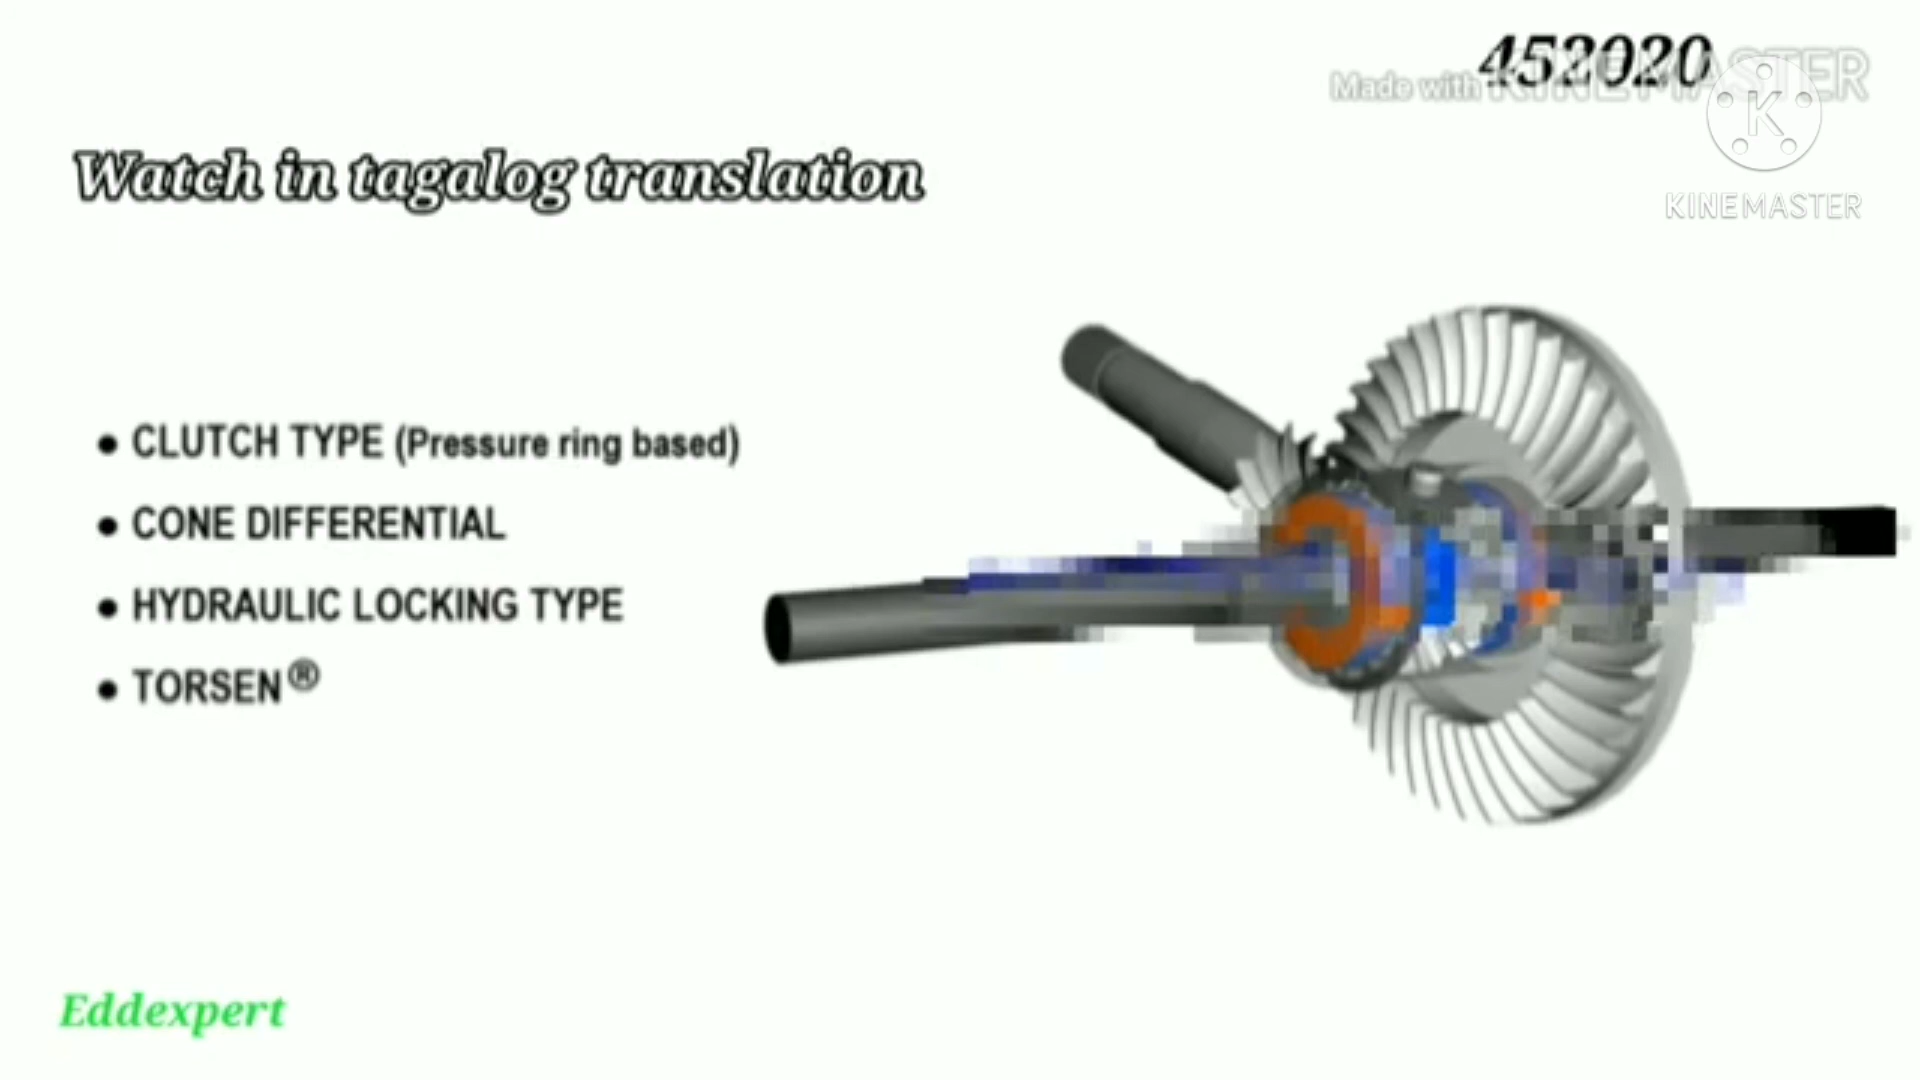 452020
Made with KINEMASTER
K
KINEMASTER
Watch in tagalog translation
● CLUTCH TYPE (Pressure ring based)
● CONE DIFFERENTIAL
● HYDRAULIC LOCKING TYPE
● TORSEN®
Eddexpert